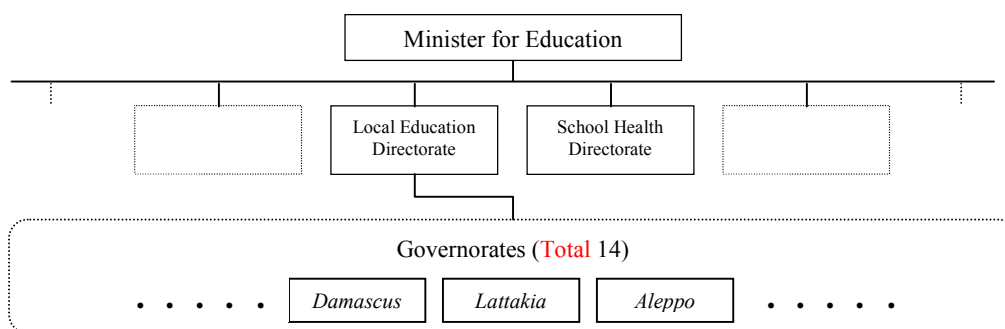 Minister for Education
Local Education
Directorate
School Health
Directorate
Governorates (Total 14)
Damascus
Lattakia
Aleppo